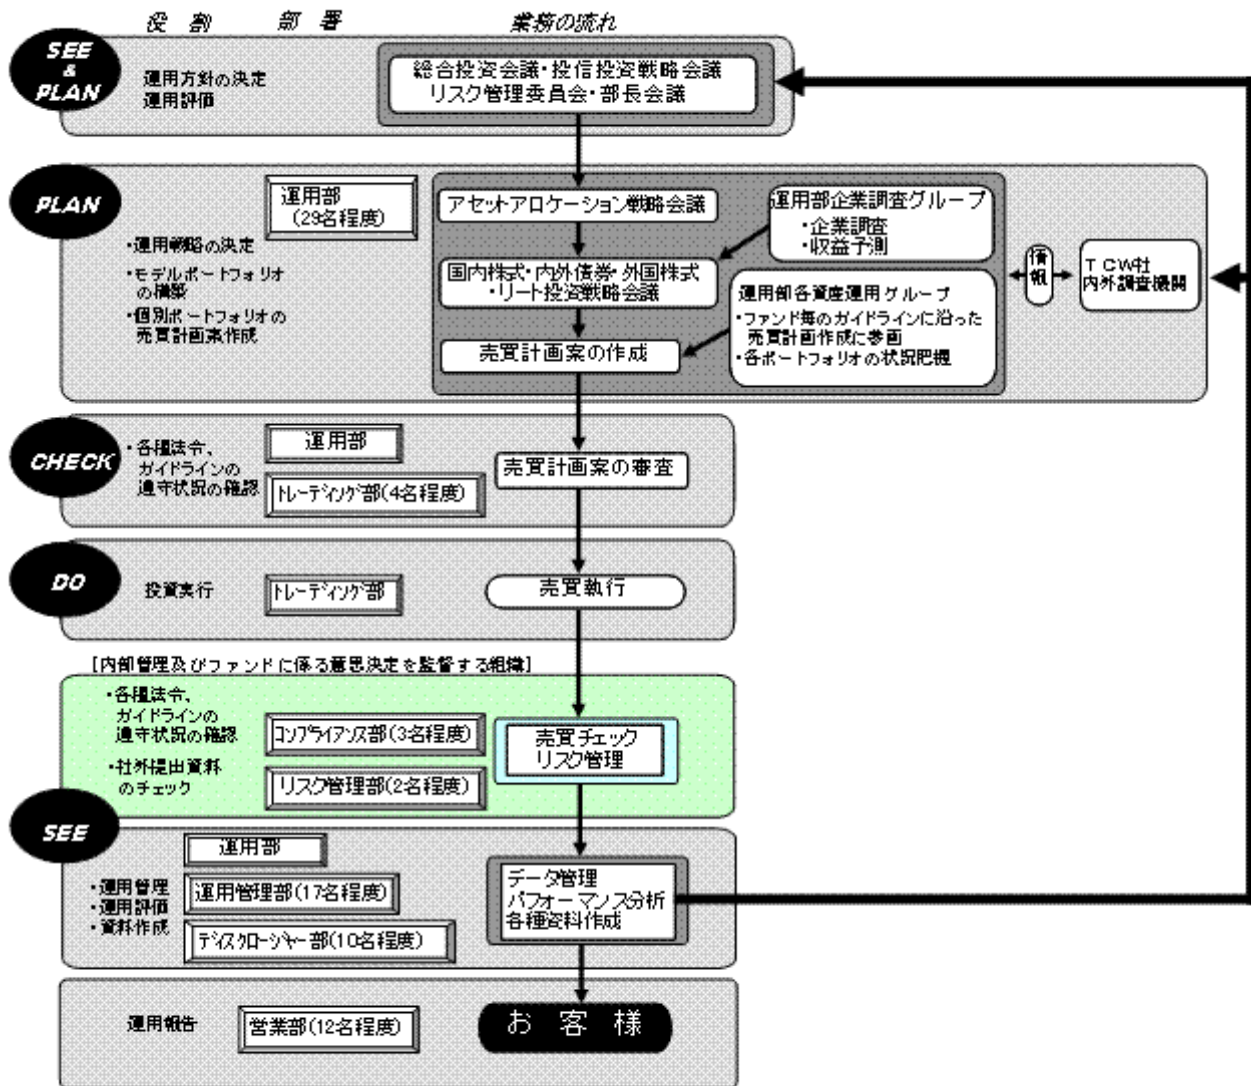 役 割 部 署 業務の流れ
SEE
&
PLAN
運用方針の決定
運用評価
総合投資会議・投信投資戦略会議
リスク管理委員会・部長会議
PLAN
運用部
(29名程度)
・運用戦略の決定
・モデルポートフォリオ
の構築
・個別ポートフォリオの
売買計画案作成
アセットアロケーション戦略会議
国内株式・内外債券・外国株式
・リート投資戦略会議
売買計画案の作成
運用部企業調査グループ
・企業調査
・収益予測
運用部各資産運用グループ
・ファンド毎のガイドラインに沿った
売買計画作成に参画
・各ポートフォリオの状況把握
情報
TCW社
内外調査機関
CHECK
・各種法令、
ガイドラインの
遵守状況の確認
運用部
トレーディング部(4名程度)
売買計画案の審査
DO
投資実行
トレーディング部
売買執行
[内部管理及びファンドに係る意思決定を監督する組織]
・各種法令、
ガイドラインの
遵守状況の確認
・社外提出資料
のチェック
コンプライアンス部(3名程度)
リスク管理部(2名程度)
売買チェック
リスク管理
SEE
・運用管理
・運用評価
・資料作成
運用部
運用管理部(17名程度)
ディスクロージャー部(10名程度)
データ管理
パフォーマンス分析
各種資料作成
運用報告
営業部(12名程度)
お 客 様